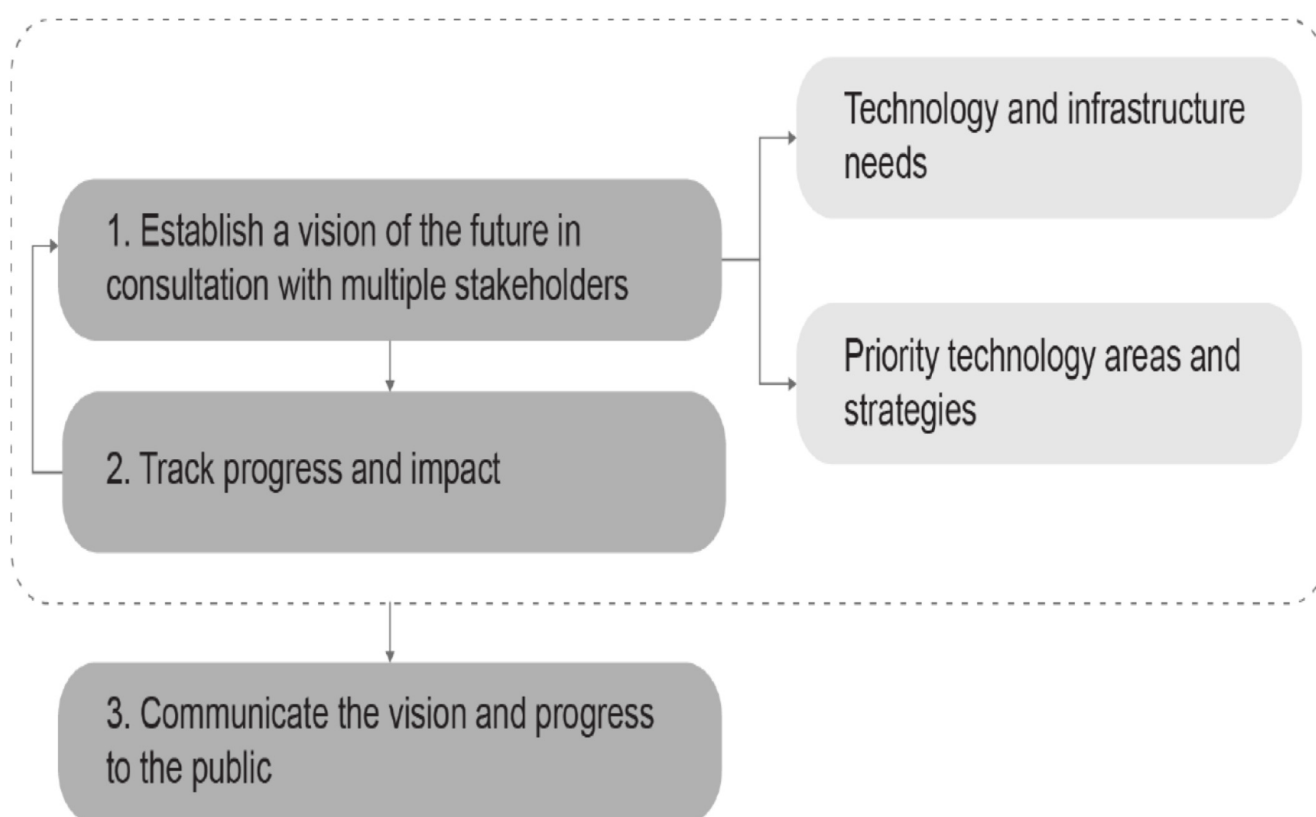 Technology and infrastructure
needs
1. Establish a vision of the future in
consultation with multiple stakeholders
Priority technology areas and
strategies
2. Track progress and impact
3. Communicate the vision and progress
to the public